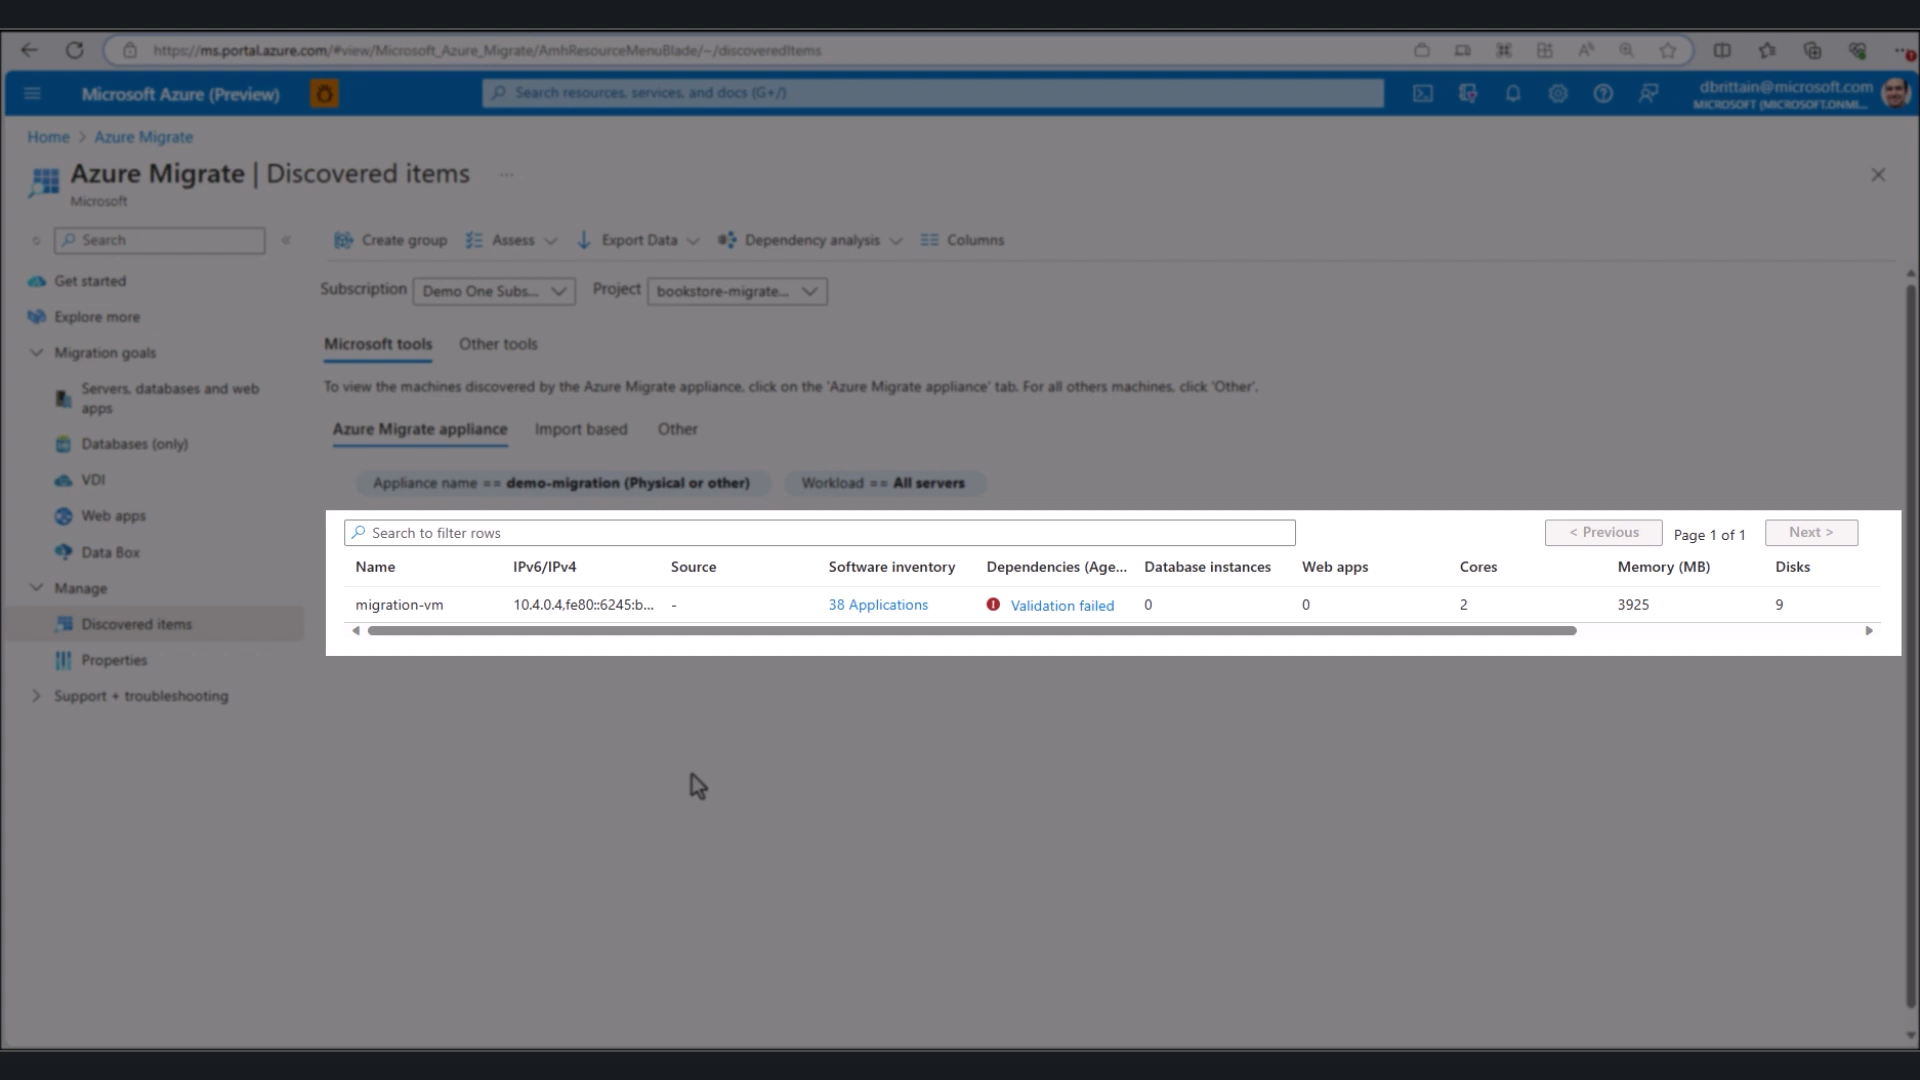 https://ms.portal.azure.com/#view/Microsoft_Azure_Migrate/AmhResourceMenuBlade/~/discoveredItems
Microsoft Azure (Preview)
Search resources, services, and docs (G+/)
dbrittain@microsoft.com
MICROSOFT (MICROSOFT.ONMI...
Home > Azure Migrate
Azure Migrate | Discovered items ...
Microsoft
Search
Create group Assess Export Data Dependency analysis Columns
Get started
Explore more
Migration goals
Servers, databases and web apps
Databases (only)
VDI
Web apps
Data Box
Manage
Discovered items
Properties
Support + troubleshooting
Subscription Demo One Subs... Project bookstore-migrate...
Microsoft tools Other tools
To view the machines discovered by the Azure Migrate appliance, click on the 'Azure Migrate appliance' tab. For all others machines, click 'Other'.
Azure Migrate appliance Import based Other
Appliance name == demo-migration (Physical or other) Workload == All servers
Search to filter rows < Previous Page 1 of 1 Next >
Name IPv6/IPv4 Source Software inventory Dependencies (Age... Database instances Web apps Cores Memory (MB) Disks
migration-vm 10.4.0.4,fe80::6245:b... - 38 Applications Validation failed 0 0 2 3925 9